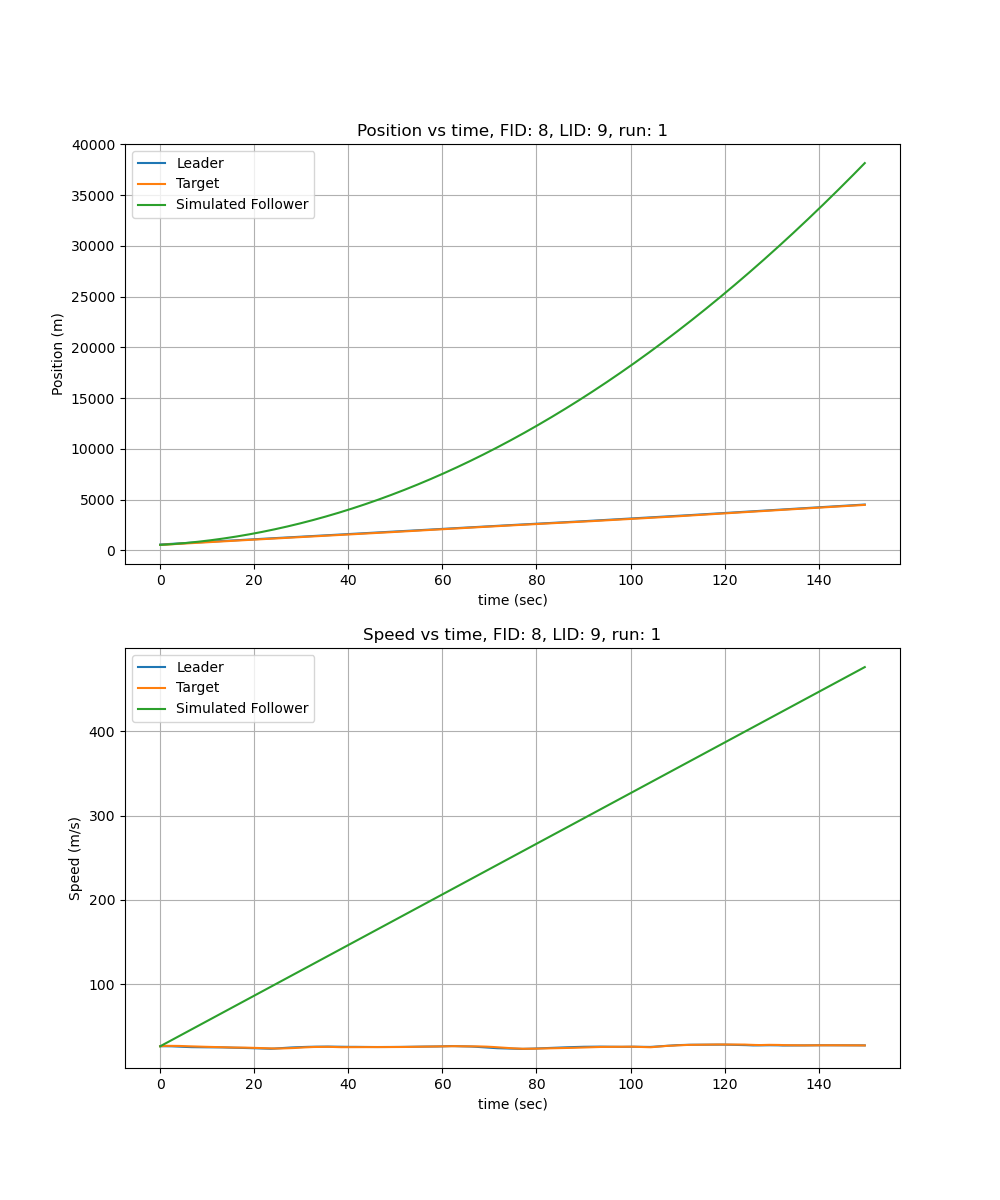 Position vs time, FID: 8, LID: 9, run: 1
40000
35000
30000
25000
20000
15000
10000
5000
0
Position (m)
Leader
Target
Simulated Follower
0 20 40 60 80 100 120 140
time (sec)
Speed vs time, FID: 8, LID: 9, run: 1
400
300
200
100
Speed (m/s)
Leader
Target
Simulated Follower
0 20 40 60 80 100 120 140
time (sec)